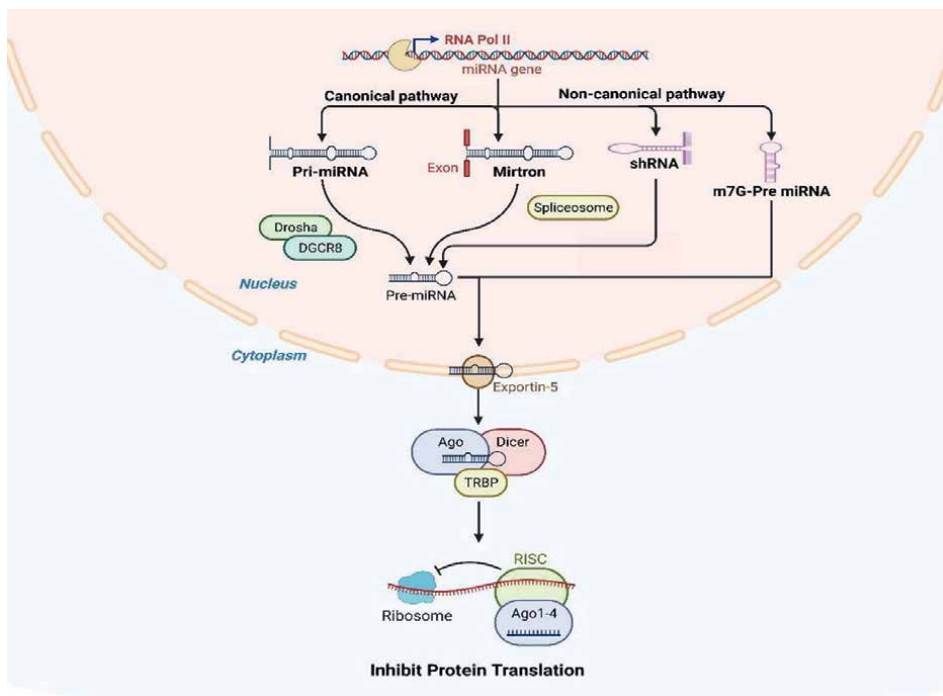 RNA Pol II
miRNA gene
Canonical pathway
Non-canonical pathway
Pri-miRNA
Exon
Mirtron
shRNA
m7G-Pre miRNA
Spliceosome
Drosha
DGCR8
Nucleus
Pre-miRNA
Cytoplasm
Exportin-5
Ago
Dicer
TRBP
RISC
Ribosome
Ago1-4
Inhibit Protein Translation